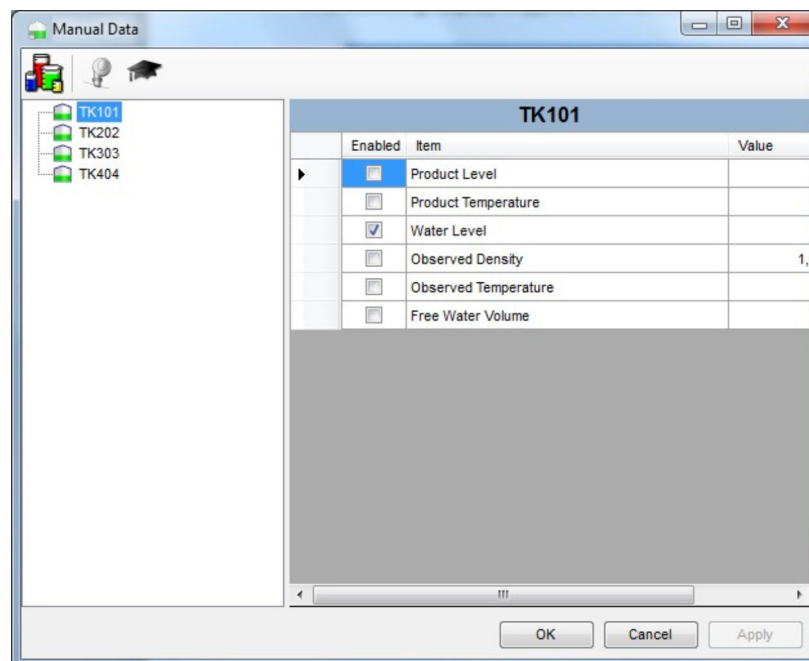 Manual Data
TK101
TK202
TK303
TK404
TK101
Enabled Item Value
Product Level
Product Temperature
Water Level
Observed Density 1,
Observed Temperature
Free Water Volume
OK Cancel Apply